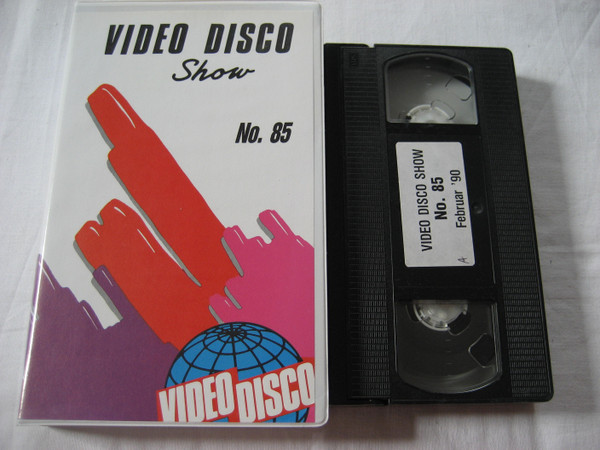 VIDEO DISCO
Show
No. 85
VIDEO DISCO
VIDEO DISCO SHOW
No. 85
Februar '90
A